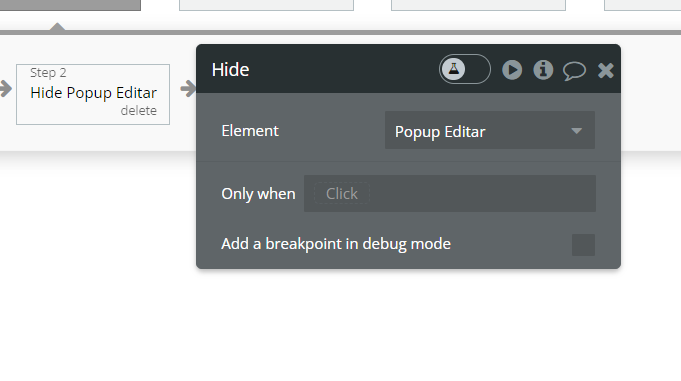 Step 2
Hide Popup Editar
delete
Hide
Element
Popup Editar
Only when
Click
Add a breakpoint in debug mode